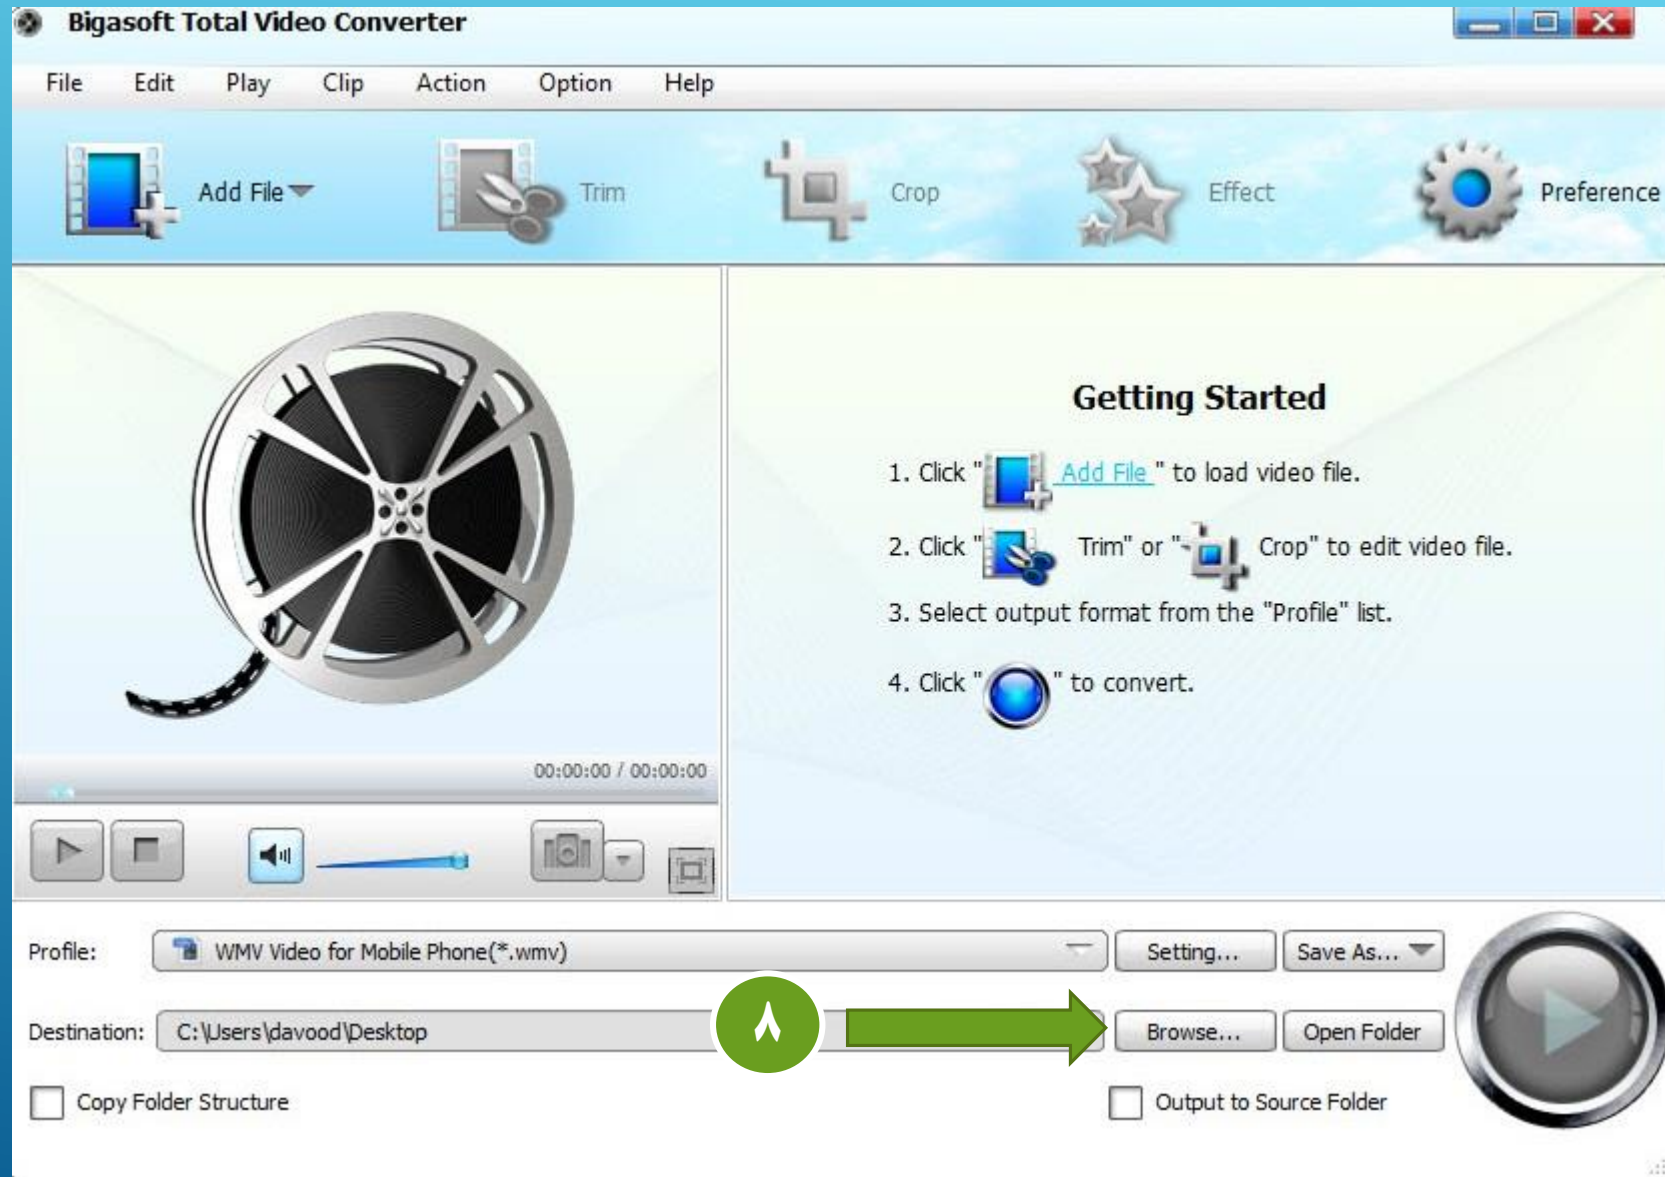 Bigasoft Total Video Converter
File Edit Play Clip Action Option Help
Add File Trim Crop Effect Preference
Getting Started
1. Click " Add File " to load video file.
2. Click " Trim" or " Crop" to edit video file.
3. Select output format from the "Profile" list.
4. Click " " to convert.
00:00:00 / 00:00:00
Profile: WMV Video for Mobile Phone(*.wmv) Setting... Save As...
Destination: C:\Users\davood\Desktop ۸ Browse... Open Folder
Copy Folder Structure Output to Source Folder